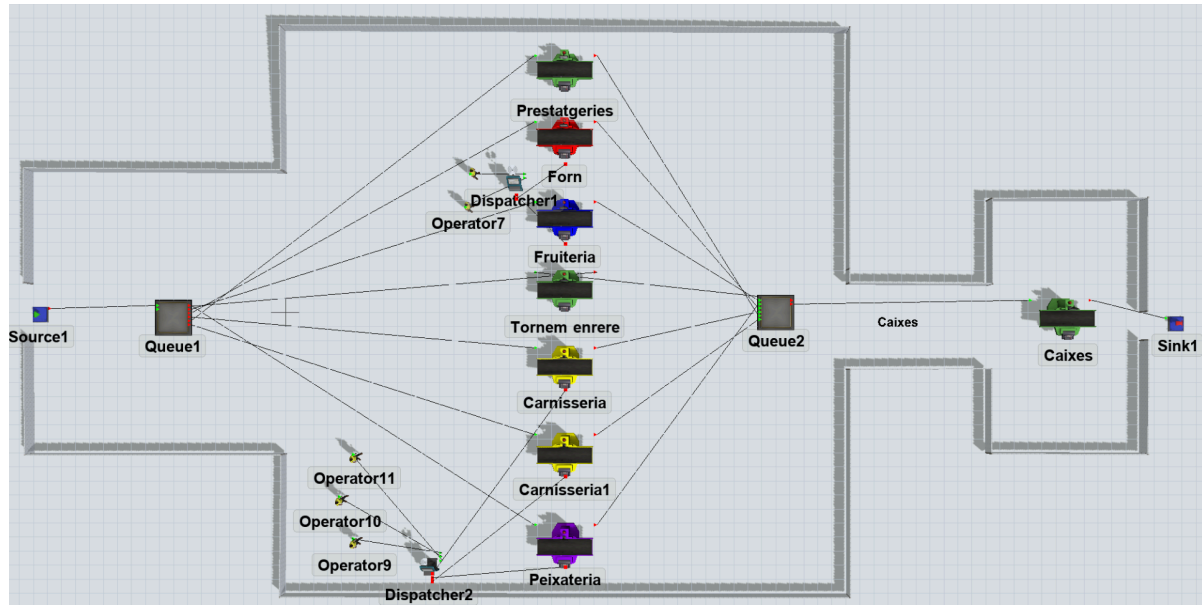 Prestatgeries
Forn
Dispatcher1
Operator7
Fruiteria
Source1
Queue1
Tornem enrere
Queue2
Caixes
Caixes
Sink1
Carnisseria
Operator11
Carnisseria1
Operator10
Operator9
Peixateria
Dispatcher2